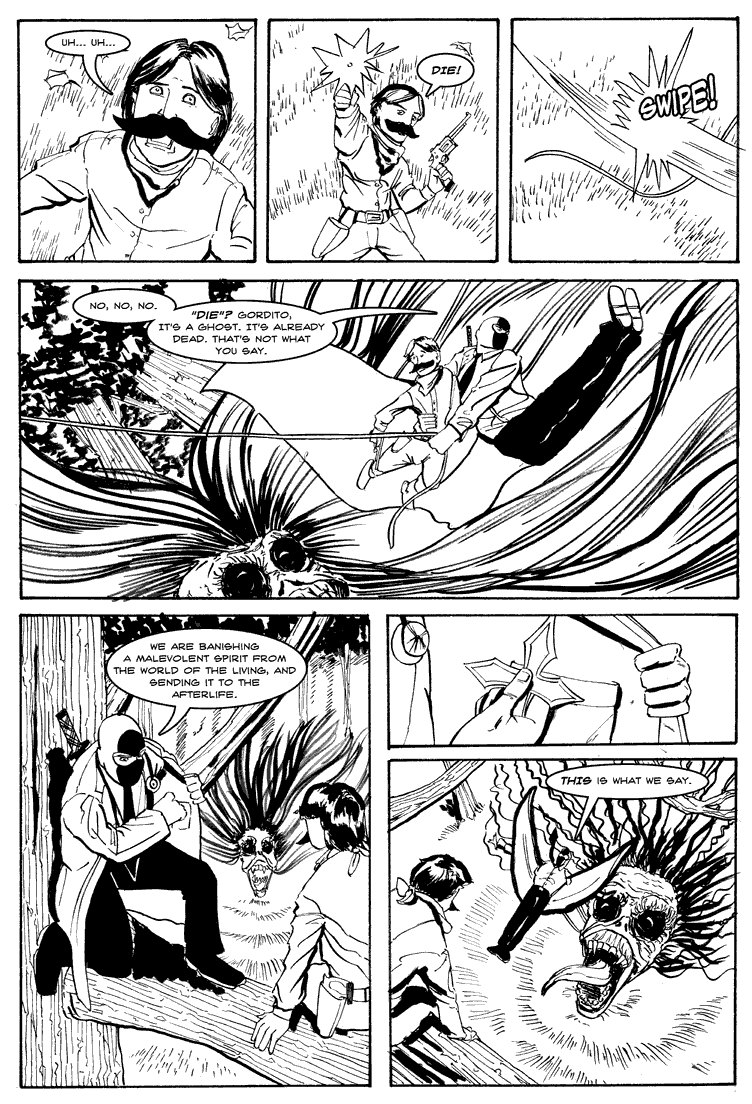 UH... UH...
DIE!
SWIPE!
NO, NO, NO.
"DIE"? GORDITO,
IT'S A GHOST. IT'S ALREADY
DEAD. THAT'S NOT WHAT
YOU SAY.
WE ARE BANISHING
A MALEVOLENT SPIRIT FROM
THE WORLD OF THE LIVING, AND
SENDING IT TO THE
AFTERLIFE.
THIS IS WHAT WE SAY.